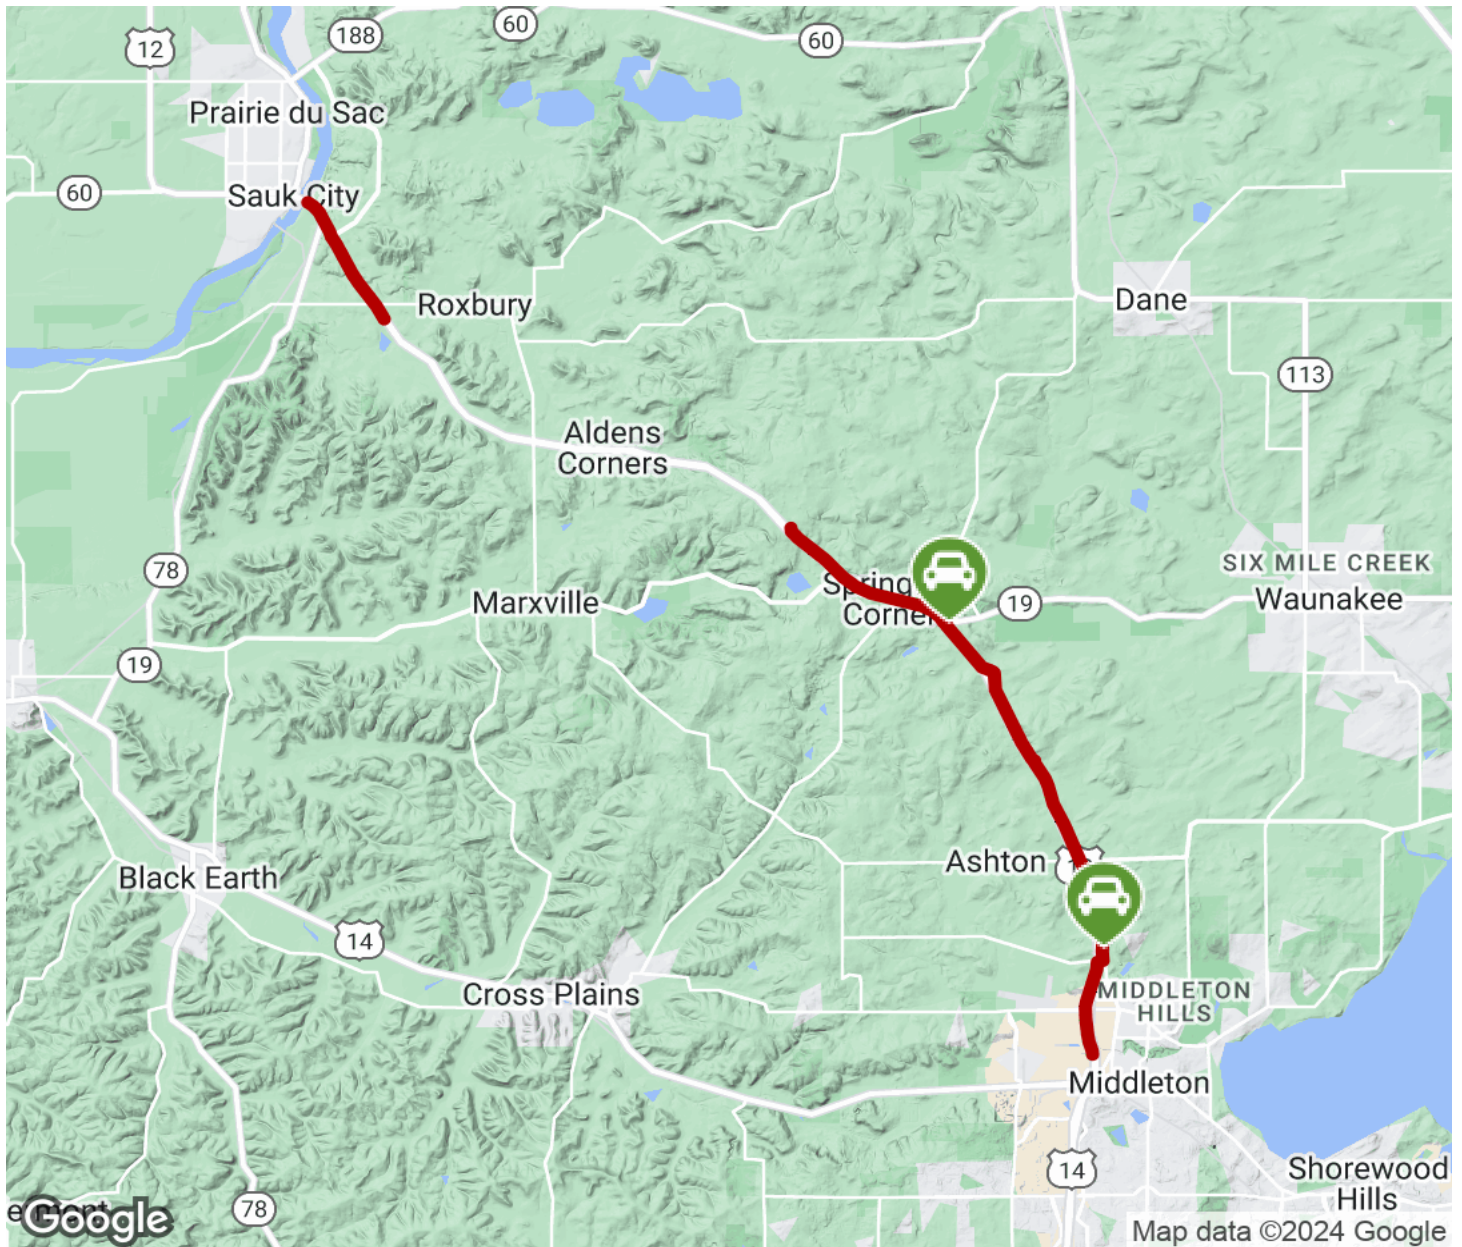 60
188
12
60
Prairie du Sac
60
Sauk City
Roxbury
Dane
113
Aldens
Corners
78
SIX MILE CREEK
Waunakee
Spring
Corner
19
Marxville
19
Ashton
Black Earth
14
Cross Plains
MIDDLETON
HILLS
Middleton
14
Shorewood
Hills
78
Google
Map data ©2024 Google